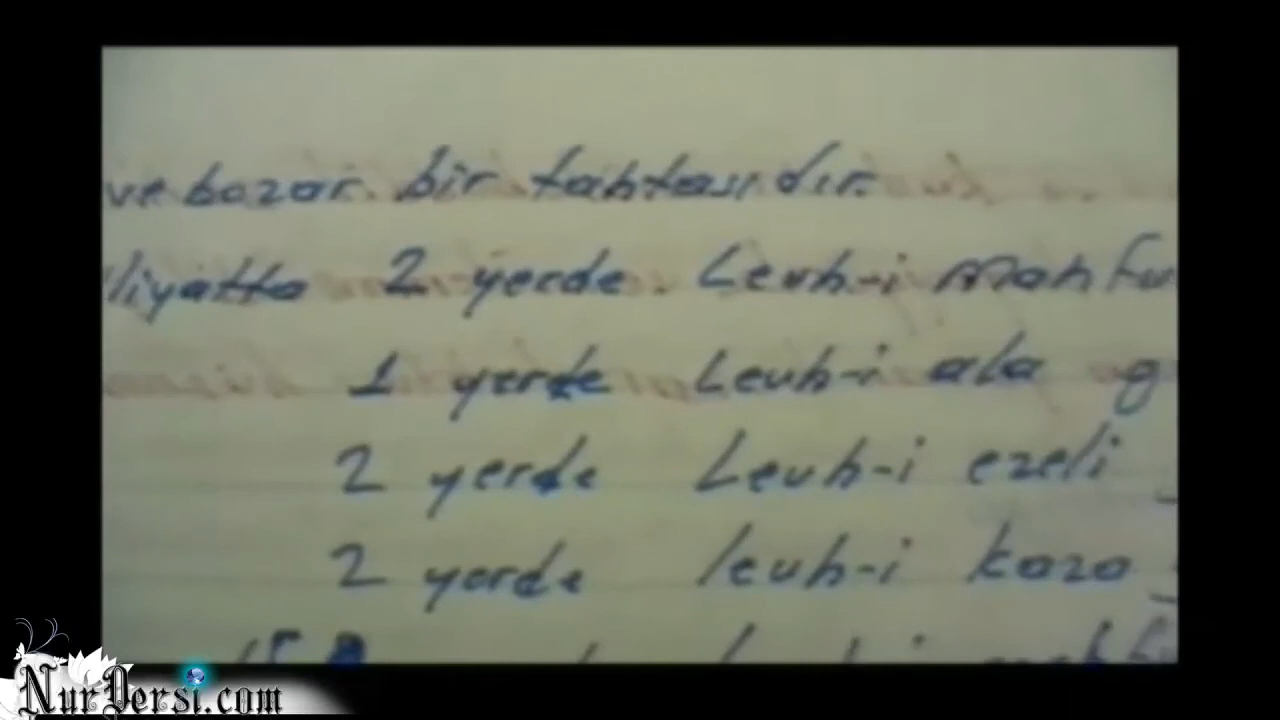 ve bozar bir tahtasıdır.
liyatta 2 yerde Levh-i Mahfu
1 yerde Levh-i ala g
2 yerde Levh-i ezeli
2 yerde levh-i kaza
NurDersi.com